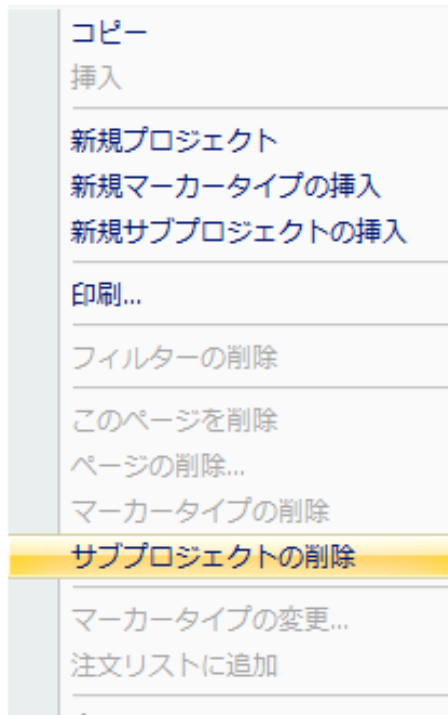 コピー
挿入
新規プロジェクト
新規マーカータイプの挿入
新規サブプロジェクトの挿入
印刷...
フィルターの削除
このページを削除
ページの削除...
マーカータイプの削除
サブプロジェクトの削除
マーカータイプの変更...
注文リストに追加